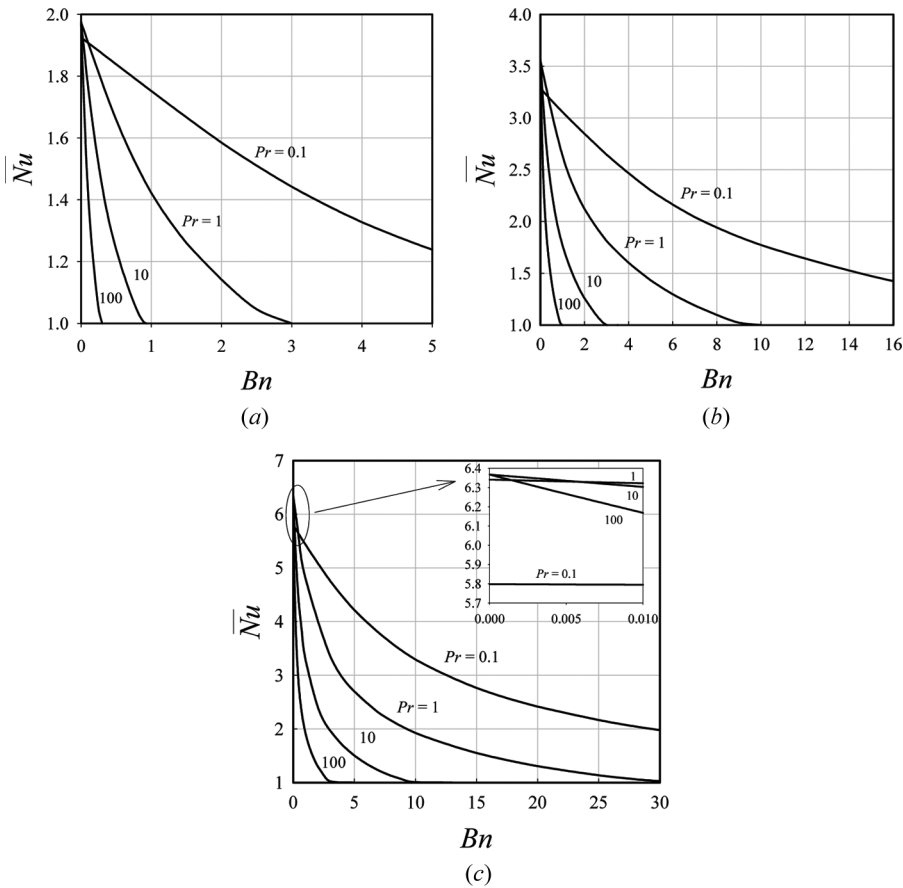 2.0
1.8
1.6
1.4
1.2
1.0
Nu
Pr = 0.1
Pr = 1
10
100
0 1 2 3 4 5
Bn
(a)
4.0
3.5
3.0
2.5
2.0
1.5
1.0
Nu
Pr = 0.1
Pr = 1
10
100
0 2 4 6 8 10 12 14 16
Bn
(b)
7
6
5
4
3
2
1
Nu
6.4
6.3
6.2
6.1
6.0
5.9
5.8
5.7
1
10
100
Pr = 0.1
0.000 0.005 0.010
Pr = 0.1
Pr = 1
10
100
0 5 10 15 20 25 30
Bn
(c)